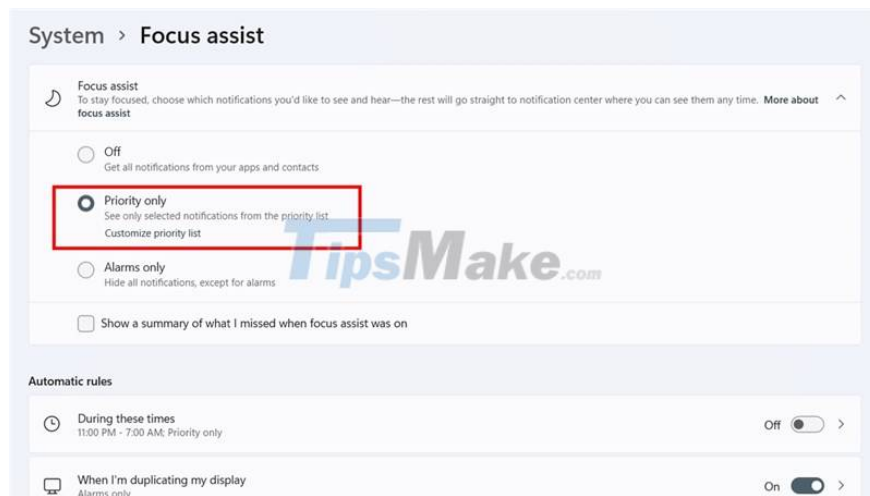 System > Focus assist
Focus assist
To stay focused, choose which notifications you'd like to see and hear—the rest will go straight to notification center where you can see them any time. More about
focus assist
Off
Get all notifications from your apps and contacts
Priority only
See only selected notifications from the priority list
Customize priority list
TipsMake.com
Alarms only
Hide all notifications, except for alarms
Show a summary of what I missed when focus assist was on
Automatic rules
During these times
Off
11:00 PM - 7:00 AM; Priority only
When I'm duplicating my display
On
Alarms only